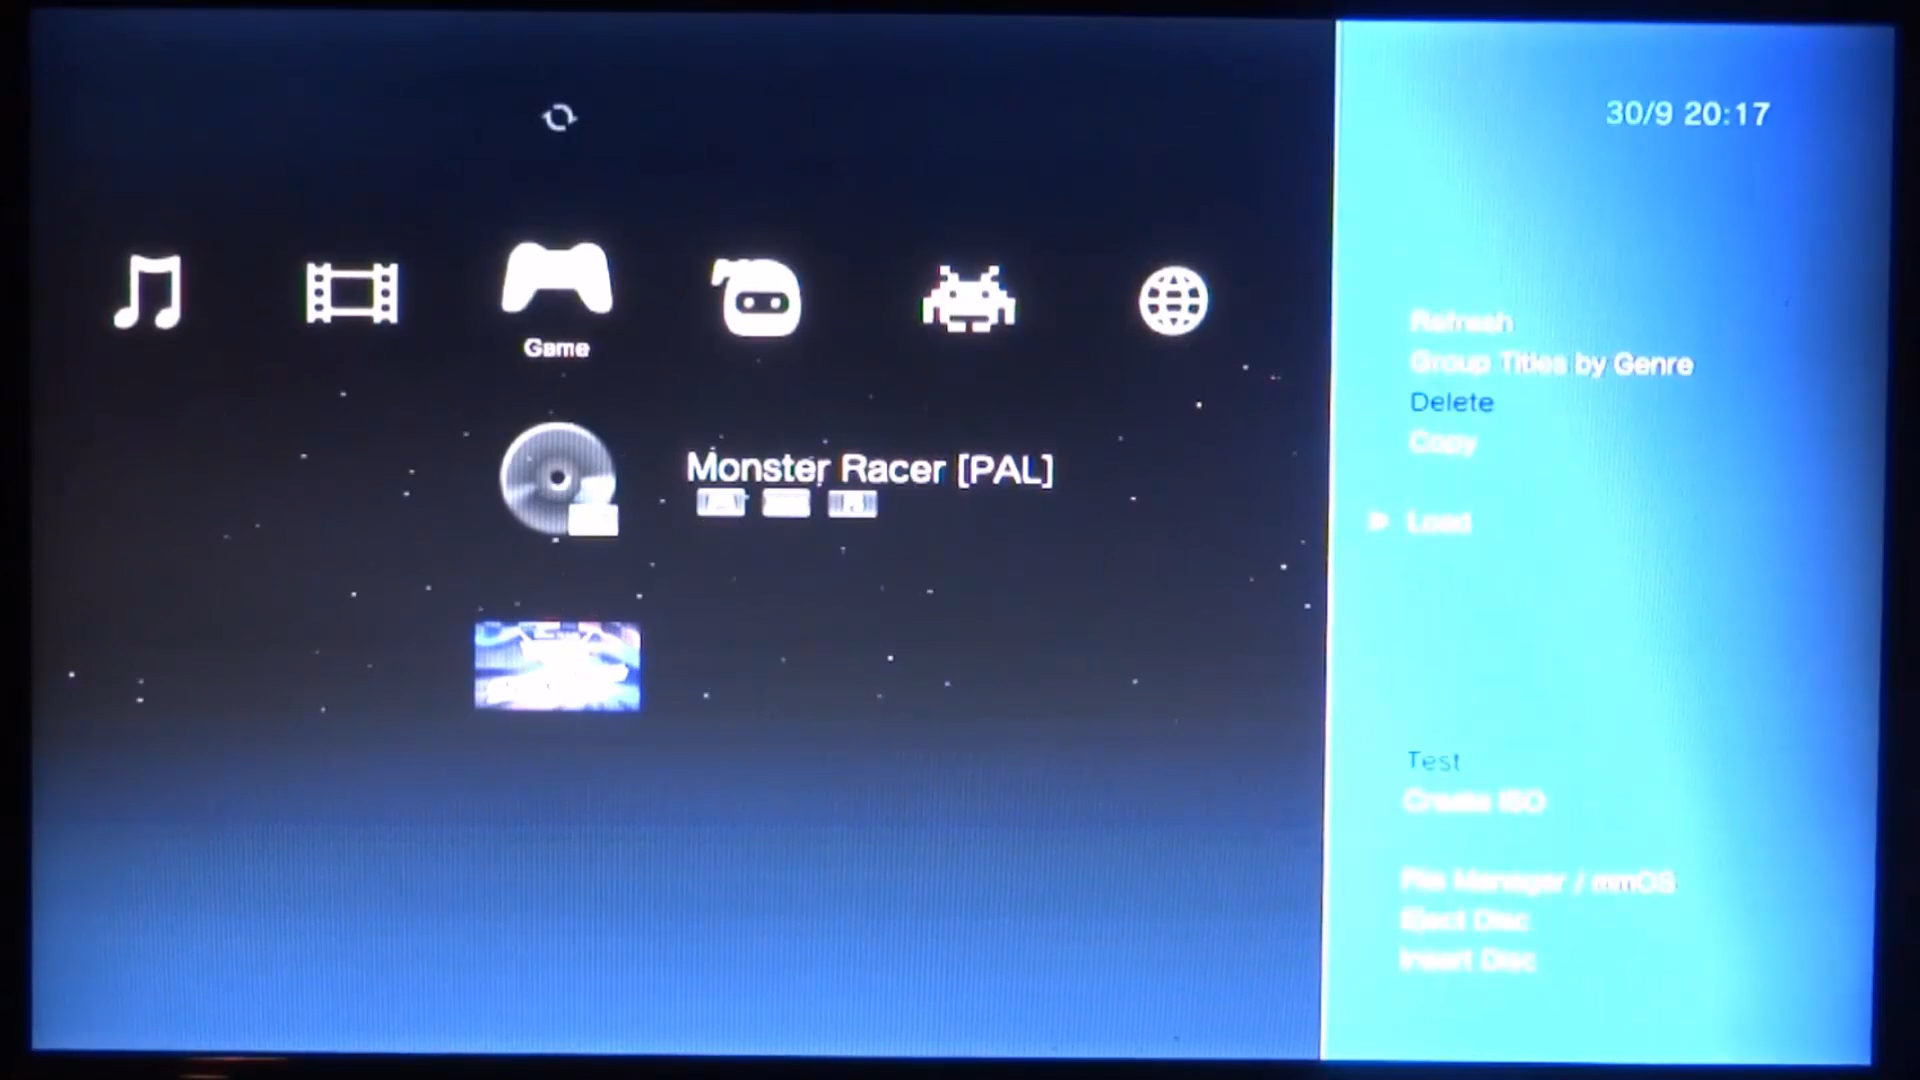 30/9 20:17
Game
Monster Racer [PAL]
Refresh
Group Titles by Genre
Delete
Copy
Load
Test
Create ISO
File Manager / mmOS
Eject Disc
Insert Disc